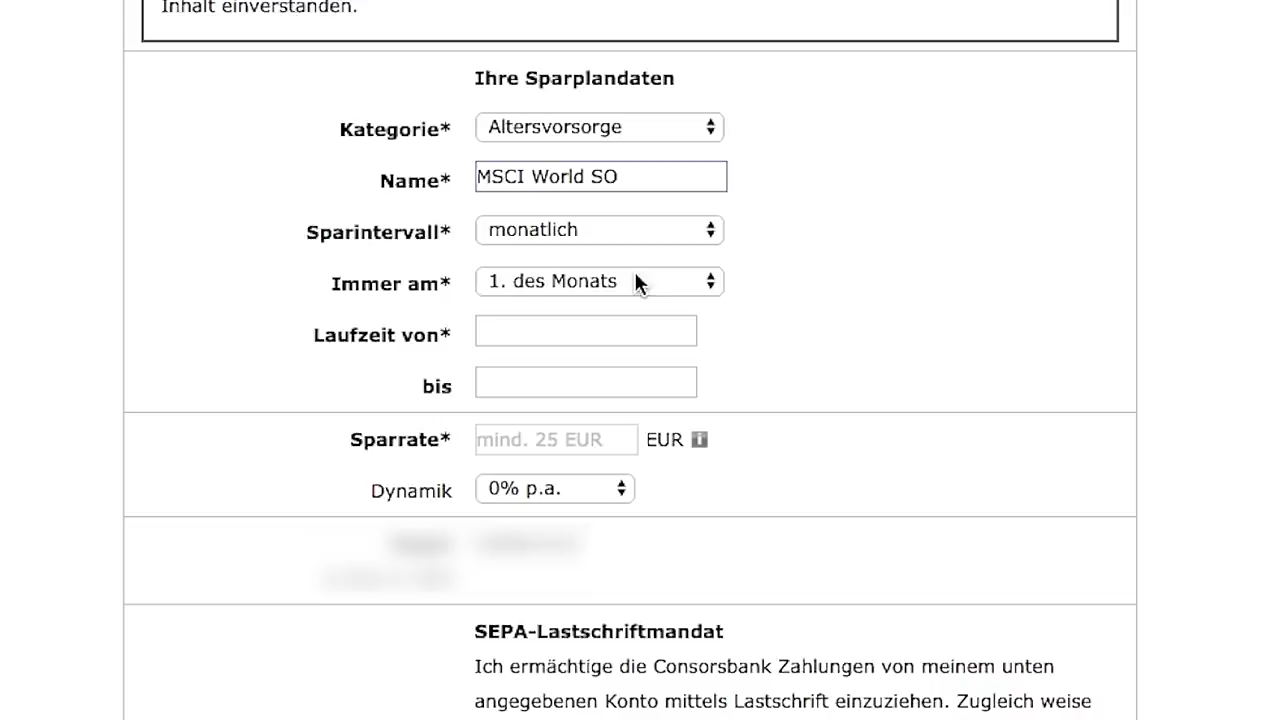 Inhalt einverstanden.
Ihre Sparplandaten
Kategorie* Altersvorsorge
Name* MSCI World SO
Sparintervall* monatlich
Immer am* 1. des Monats
Laufzeit von*
bis
Sparrate* mind. 25 EUR EUR
Dynamik 0% p.a.
SEPA-Lastschriftmandat
Ich ermächtige die Consorsbank Zahlungen von meinem unten
angegebenen Konto mittels Lastschrift einzuziehen. Zugleich weise